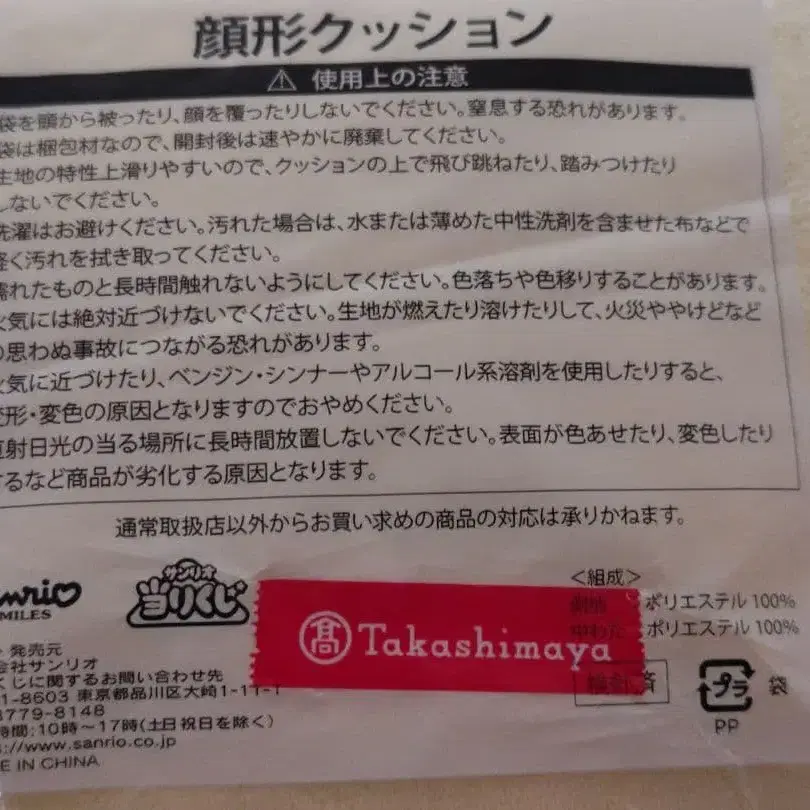 顔形クッション
⚠ 使用上の注意
袋を頭から被ったり、顔を覆ったりしないでください。窒息する恐れがあります。
袋は梱包材なので、開封後は速やかに廃棄してください。
生地の特性上滑りやすいので、クッションの上で飛び跳ねたり、踏みつけたり
しないでください。
洗濯はお避けください。汚れた場合は、水または薄めた中性洗剤を含ませた布などで
軽く汚れを拭き取ってください。
濡れたものと長時間触れないようにしてください。色落ちや色移りすることがあります。
火気には絶対近づけないでください。生地が燃えたり溶けたりして、火災ややけどなど
の思わぬ事故につながる恐れがあります。
火気に近づけたり、ベンジン・シンナーやアルコール系溶剤を使用したりすると、
変形・変色の原因となりますのでおやめください。
直射日光の当る場所に長時間放置しないでください。表面が色あせたり、変色したり
するなど商品が劣化する原因となります。
通常取扱店以外からお買い求めの商品の対応は承りかねます。
anrio
MILES
サンリオ
当りくじ
髙 Takashimaya
<組成>
側地 ポリエステル 100%
中わた ポリエステル 100%
検針済
プラ 袋
PP
・発売元
会社サンリオ
くじに関するお問い合わせ先
1-8603 東京都品川区大崎1-11-1
3779-8148
時間:10時～17時(土日祝日を除く)
s://www.sanrio.co.jp
E IN CHINA